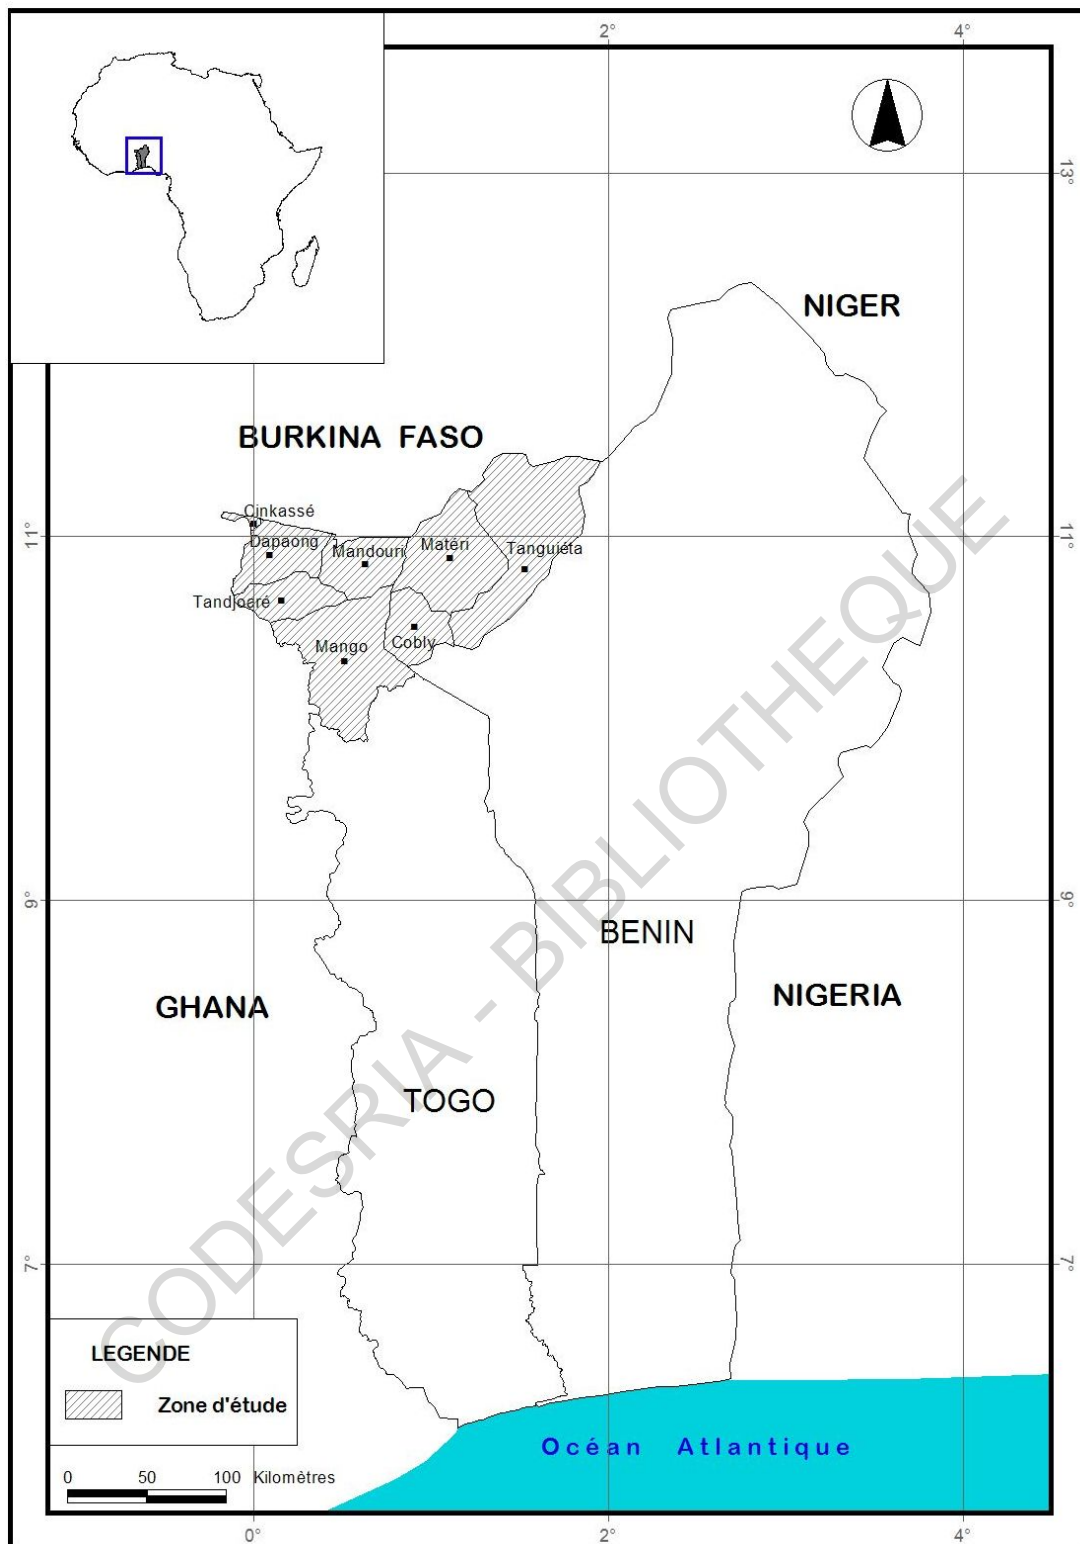 2°
4°
13°
NIGER
BURKINA FASO
Cinkassé
11°
11°
Dapaong
Mandouri
Matéri
Tanguiéta
Tandjoaré
Mango
Cobly
9°
9°
BENIN
GHANA
NIGERIA
TOGO
7°
7°
CODESRIA - BIBLIOTHEQUE
LEGENDE
Zone d'étude
Océan Atlantique
0 50 100 Kilomètres
0°
2°
4°